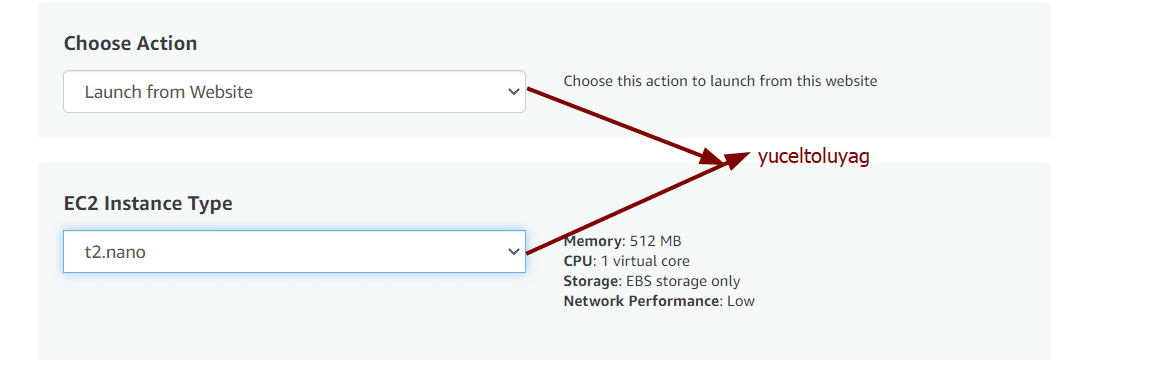 Choose Action
Launch from Website
Choose this action to launch from this website
yuceltoluyag
EC2 Instance Type
t2.nano
Memory: 512 MB
CPU: 1 virtual core
Storage: EBS storage only
Network Performance: Low